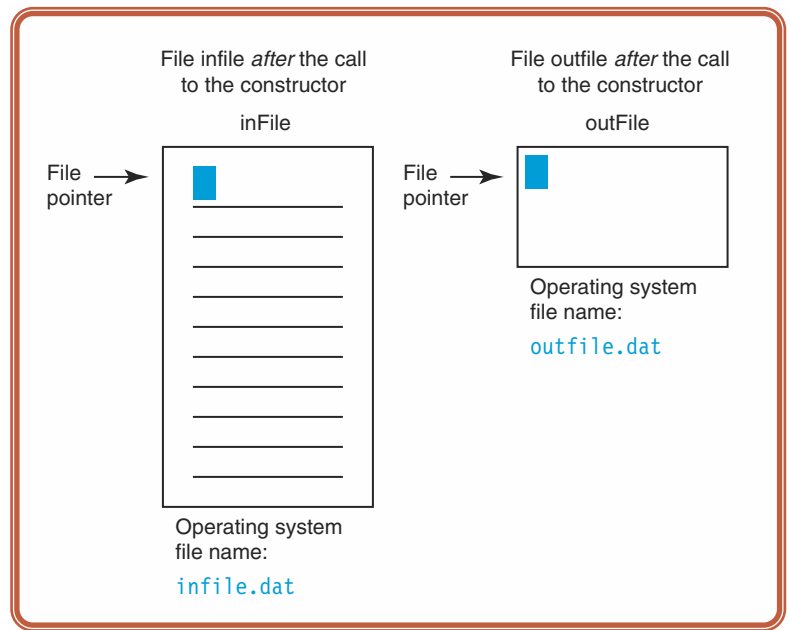 File infile after the call
to the constructor
inFile
File
pointer
Operating system
file name:
infile.dat
File outfile after the call
to the constructor
outFile
File
pointer
Operating system
file name:
outfile.dat